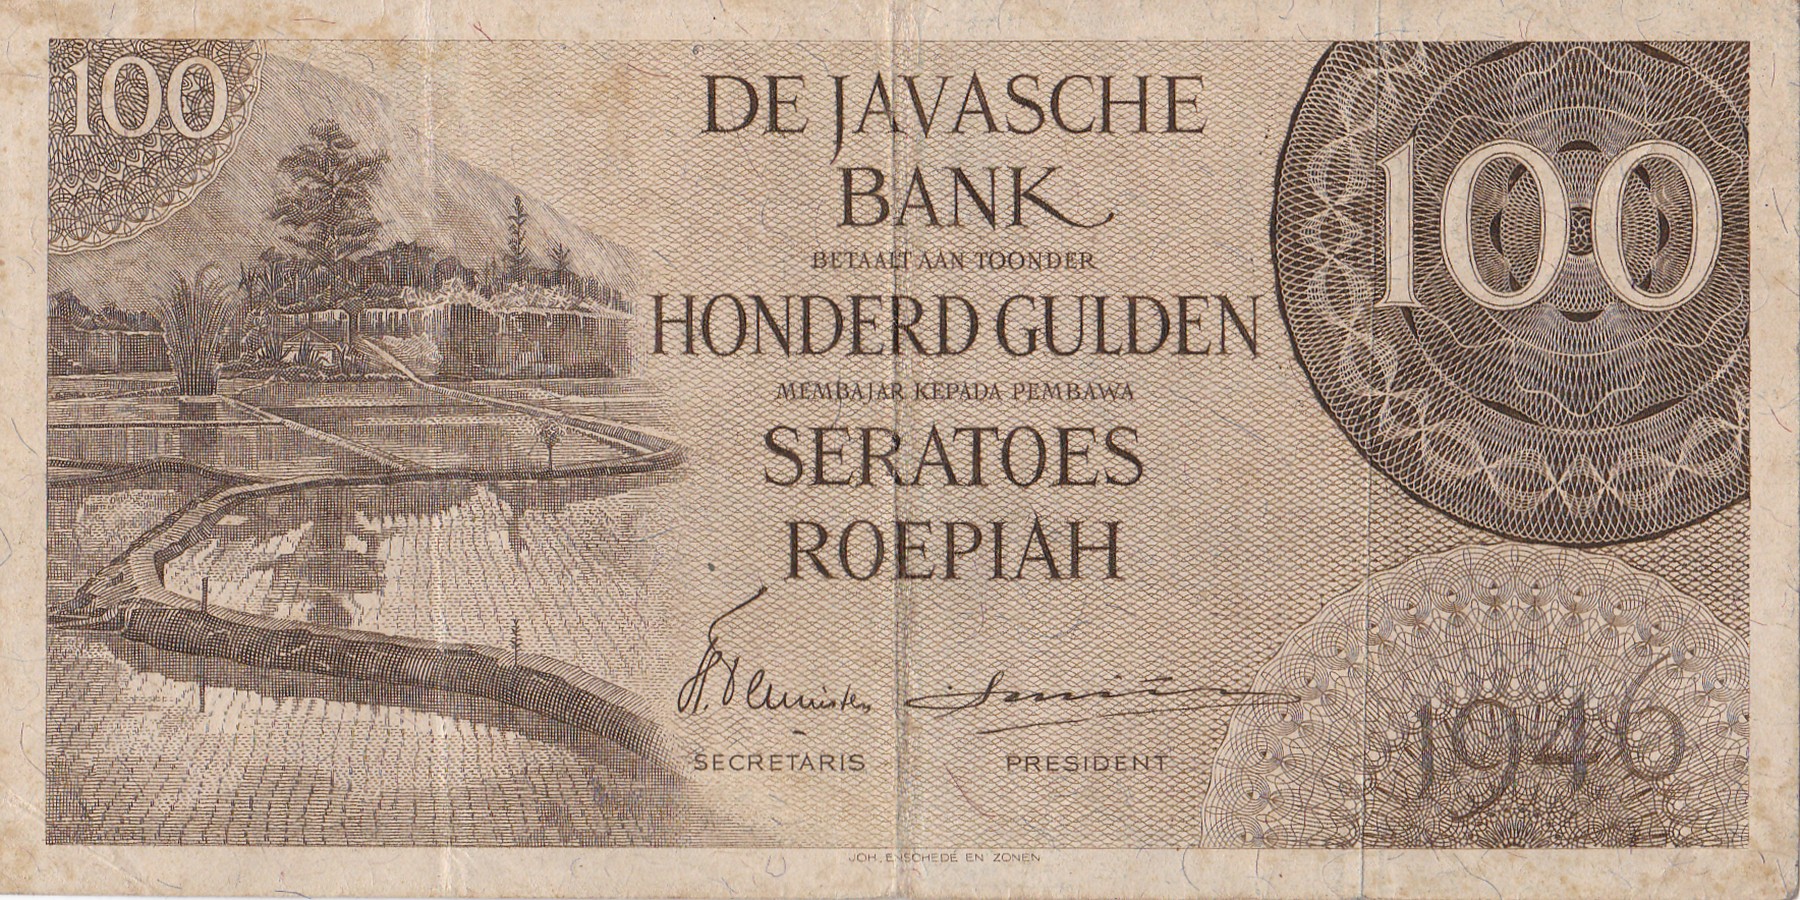 100
DE JAVASCHE
BANK
BETAALT AAN TOONDER
HONDERD GULDEN
MEMBAJAR KEPADA PEMBAWA
SERATOES
ROEPIAH
SECRETARIS
PRESIDENT
100
1946
JOH. ENSCHEDÉ EN ZONEN